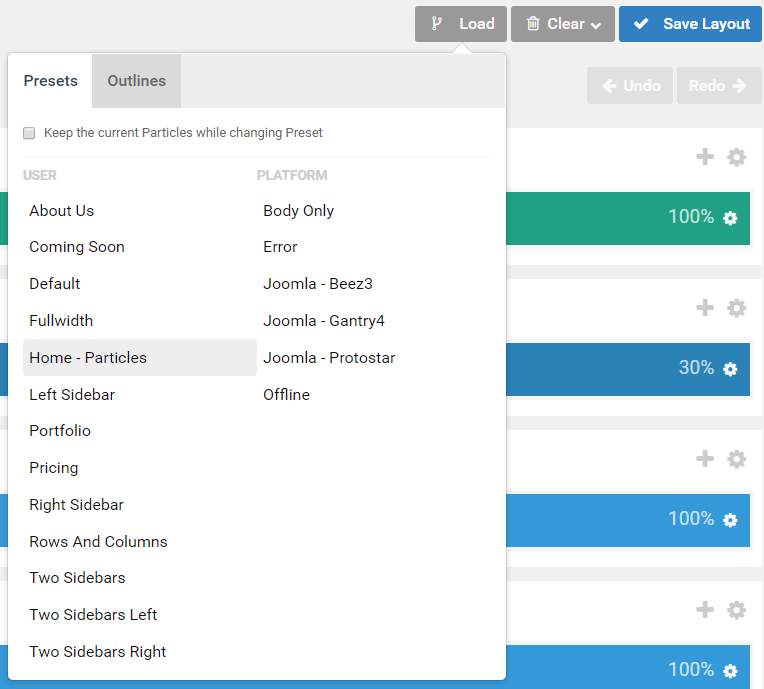 Load
Clear
Save Layout
Presets
Outlines
Undo
Redo
Keep the current Particles while changing Preset
USER
PLATFORM
About Us
Body Only
100%
Coming Soon
Error
Default
Joomla - Beez3
Fullwidth
Joomla - Gantry4
Home - Particles
Joomla - Protostar
30%
Left Sidebar
Offline
Portfolio
Pricing
Right Sidebar
100%
Rows And Columns
Two Sidebars
Two Sidebars Left
Two Sidebars Right
100%